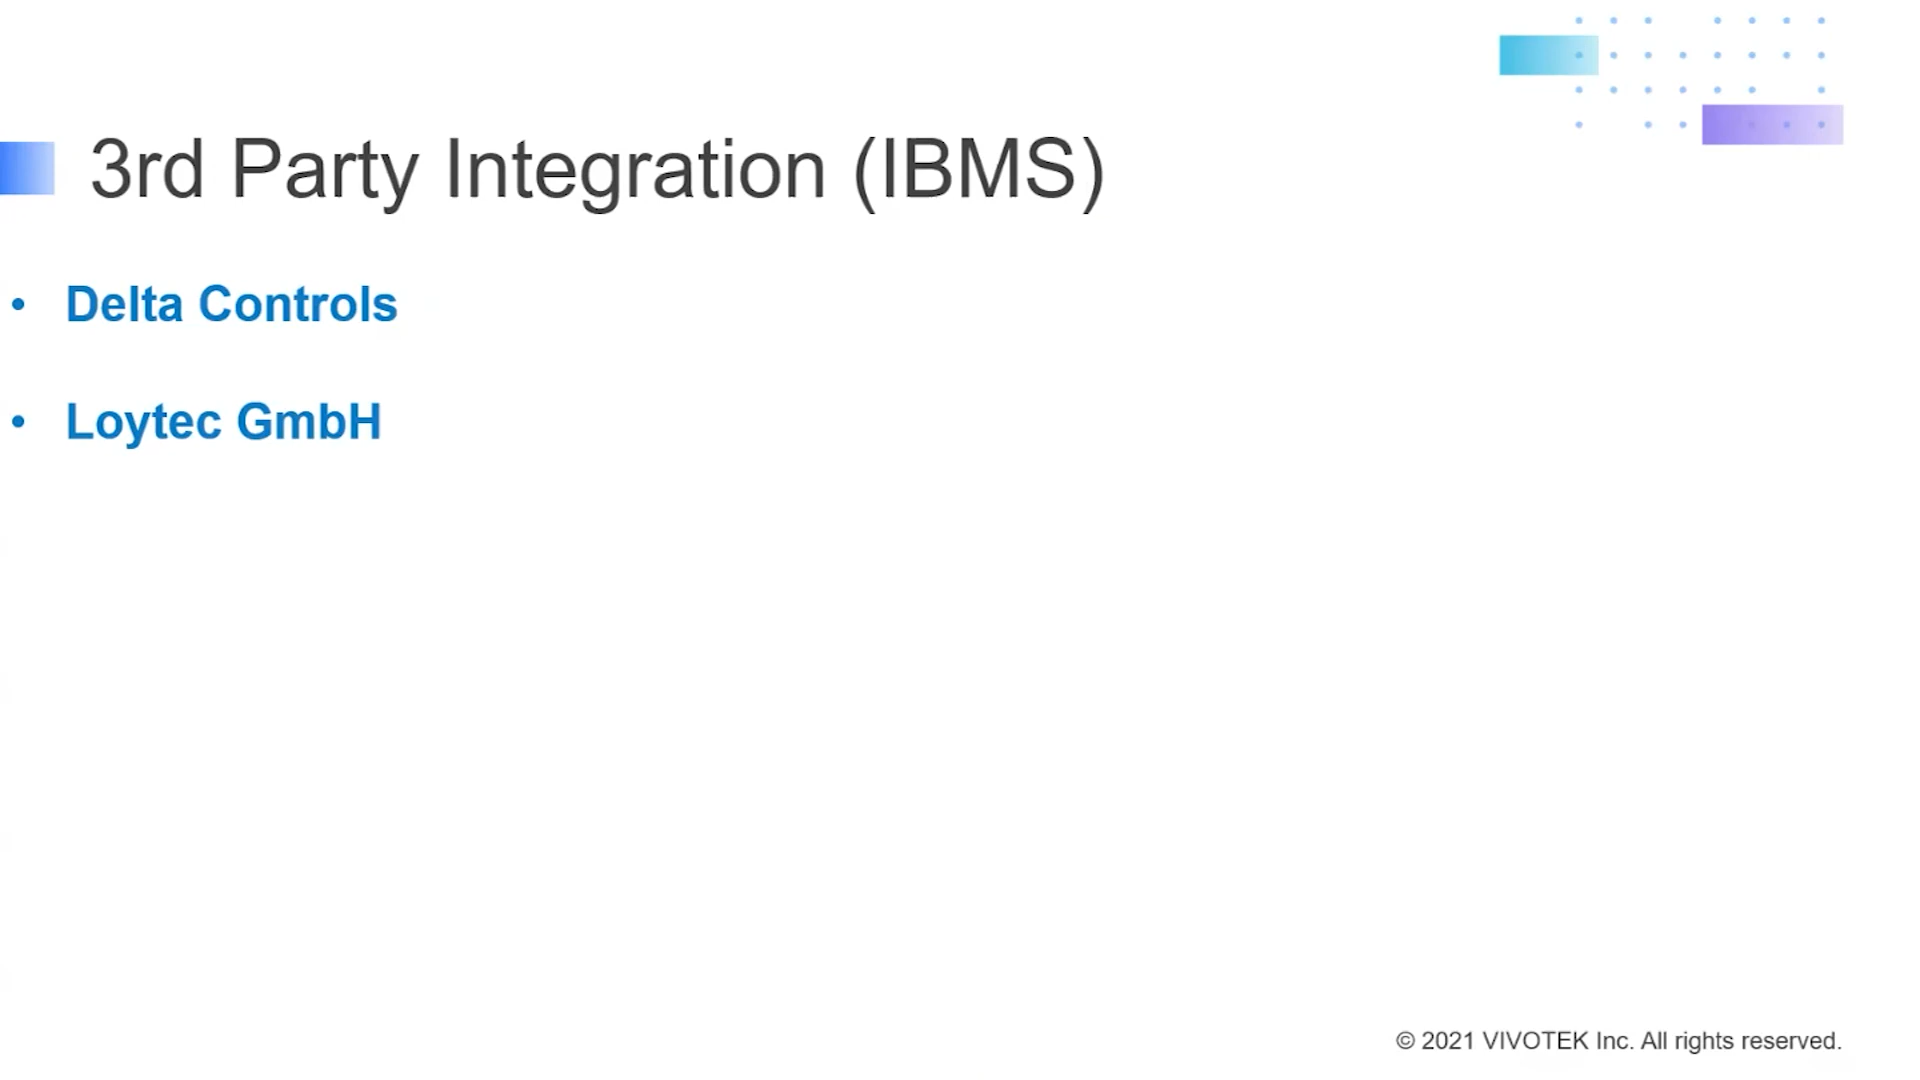 3rd Party Integration (IBMS)
• Delta Controls
• Loytec GmbH
© 2021 VIVOTEK Inc. All rights reserved.